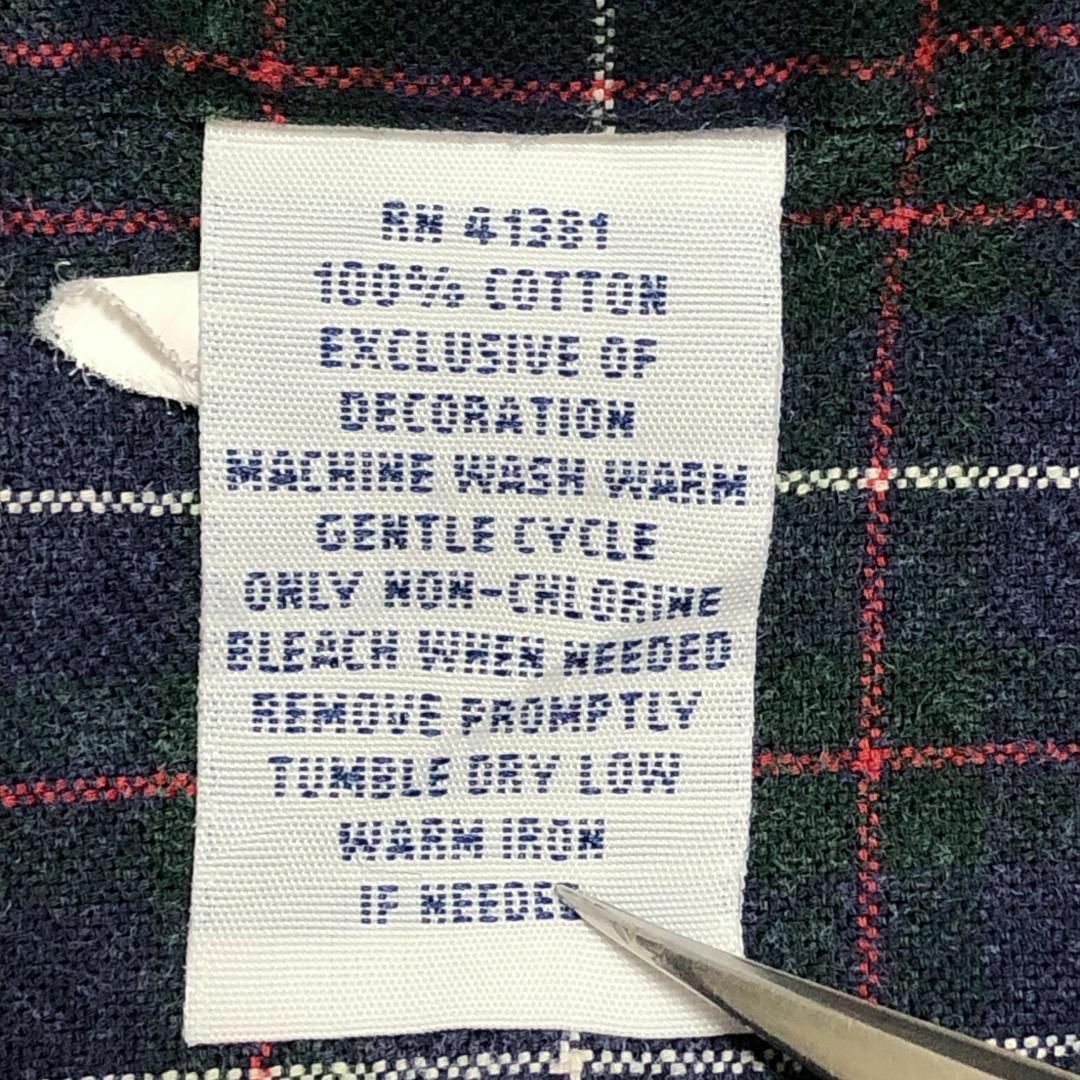 RN 41381
100% COTTON
EXCLUSIVE OF
DECORATION
MACHINE WASH WARM
GENTLE CYCLE
ONLY NON-CHLORINE
BLEACH WHEN NEEDED
REMOVE PROMPTLY
TUMBLE DRY LOW
WARM IRON
IF NEEDED